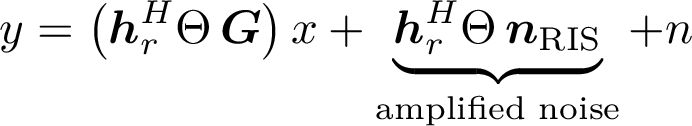 y = (h_r^H Θ G) x + h_r^H Θ n_RIS + n
amplified noise